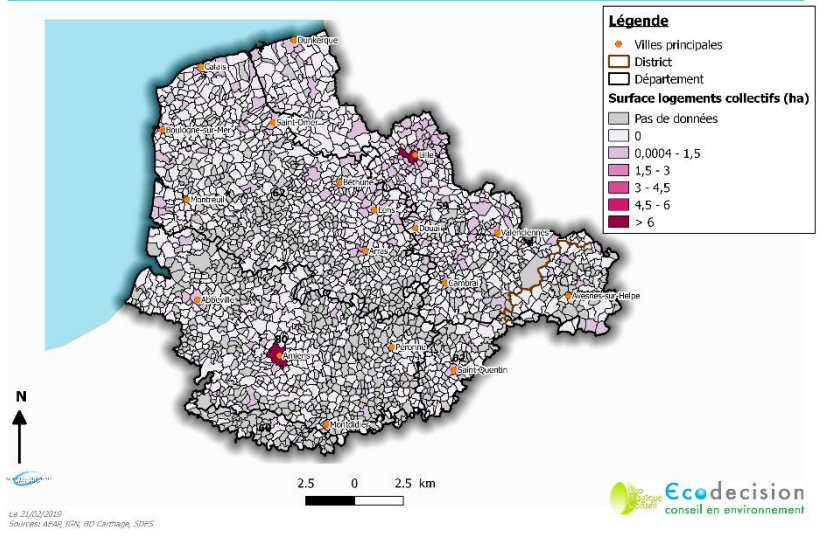 Légende
Villes principales
District
Département
Surface logements collectifs (ha)
Pas de données
0
0,0004 - 1,5
1,5 - 3
3 - 4,5
4,5 - 6
> 6
Dunkerque
Calais
Saint-Omer
Boulogne-sur-Mer
Lille
Béthune
62
Montreuil
Lens
59
Douai
Valenciennes
Arras
Cambrai
Avesnes-sur-Helpe
Abbeville
80
Amiens
Péronne
02
Saint-Quentin
60
Montdidier
N
2.5 0 2.5 km
Le 21/02/2019
Sources: AEAP, IGN, BD Carthage, SDES
Ecodecision
conseil en environnement